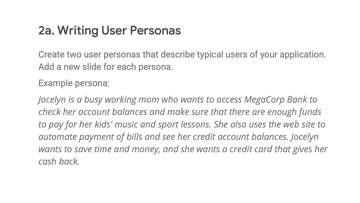 2a. Writing User Personas
Create two user personas that describe typical users of your application.
Add a new slide for each persona.
Example persona:
Jocelyn is a busy working mom who wants to access MegaCorp Bank to
check her account balances and make sure that there are enough funds
to pay for her kids' music and sport lessons. She also uses the web site to
automate payment of bills and see her credit account balances. Jocelyn
wants to save time and money, and she wants a credit card that gives her
cash back.